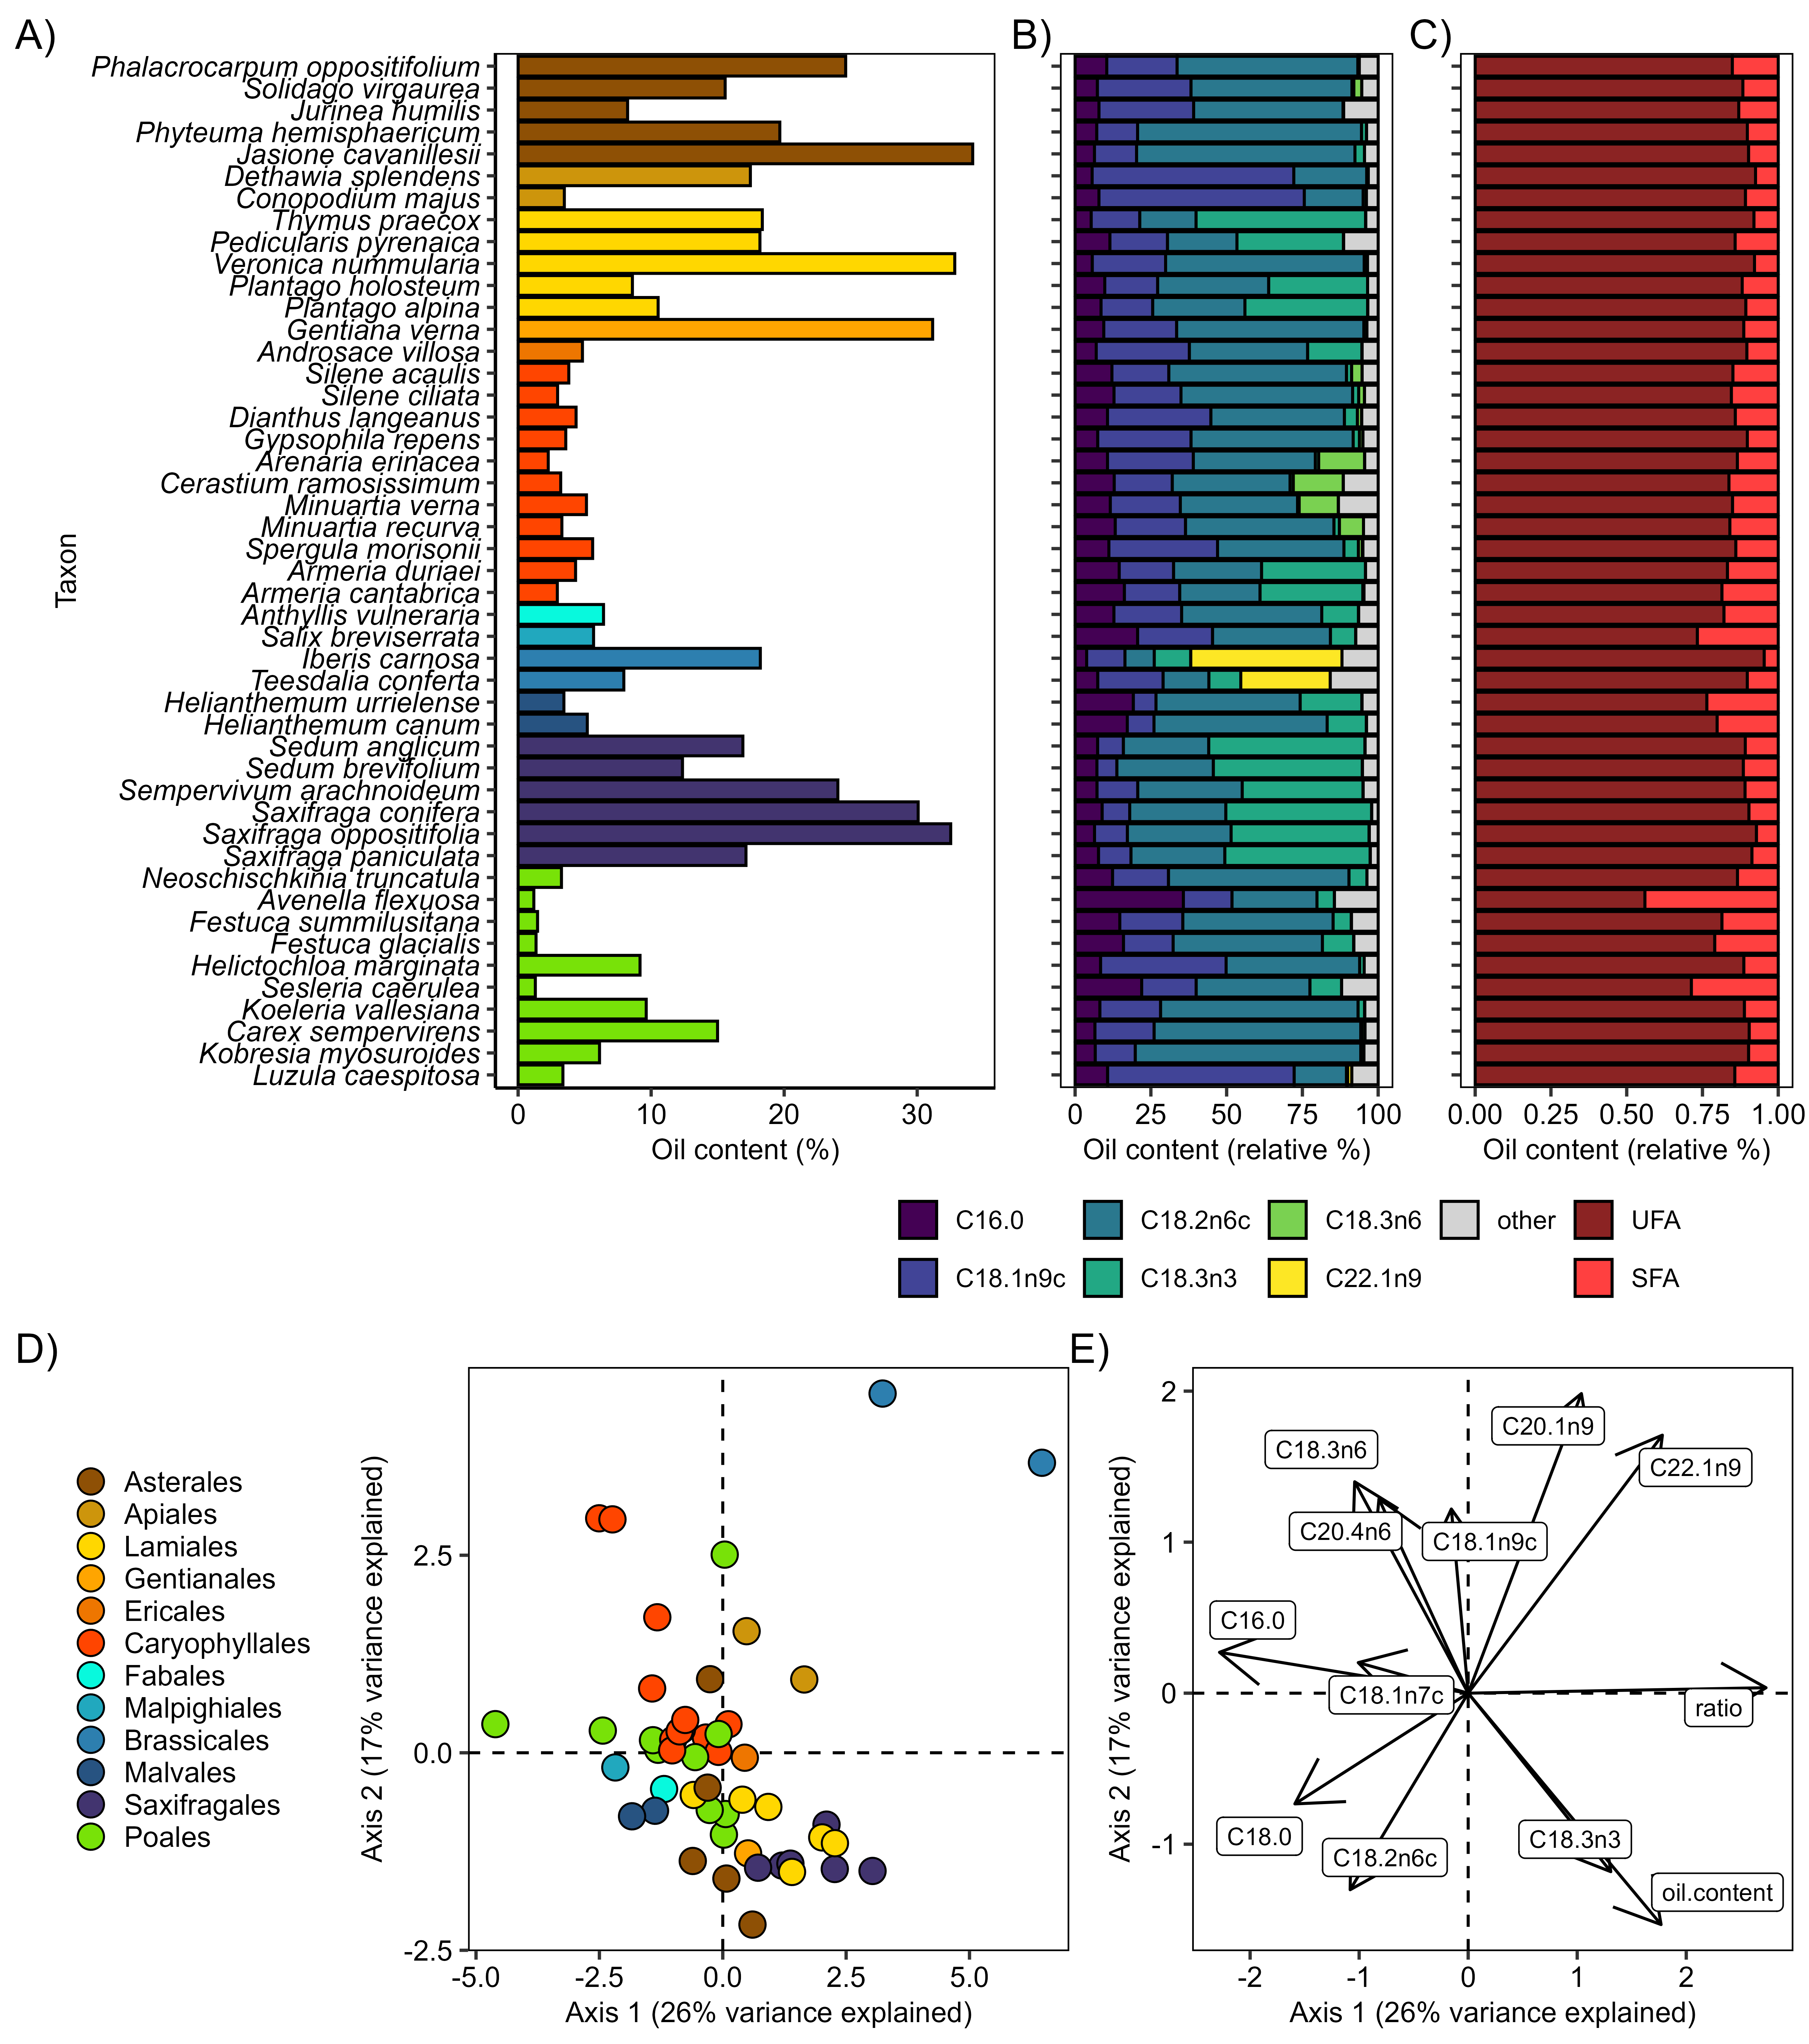 A)
B)
C)
Phalacrocarpum oppositifolium
Solidago virgaurea
Jurinea humilis
Phyteuma hemisphaericum
Jasione cavanillesii
Dethawia splendens
Conopodium majus
Thymus praecox
Pedicularis pyrenaica
Veronica nummularia
Plantago holosteum
Plantago alpina
Gentiana verna
Androsace villosa
Silene acaulis
Silene ciliata
Dianthus langeanus
Gypsophila repens
Arenaria erinacea
Cerastium ramosissimum
Minuartia verna
Minuartia recurva
Spergula morisonii
Armeria duriaei
Armeria cantabrica
Anthyllis vulneraria
Salix breviserrata
Iberis carnosa
Teesdalia conferta
Helianthemum urrielense
Helianthemum canum
Sedum anglicum
Sedum brevifolium
Sempervivum arachnoideum
Saxifraga conifera
Saxifraga oppositifolia
Saxifraga paniculata
Neoschischkinia truncatula
Avenella flexuosa
Festuca summilusitana
Festuca glacialis
Helictochloa marginata
Sesleria caerulea
Koeleria vallesiana
Carex sempervirens
Kobresia myosuroides
Luzula caespitosa
Taxon
0 10 20 30
Oil content (%)
0 25 50 75 100
Oil content (relative %)
0.00 0.25 0.50 0.75 1.00
Oil content (relative %)
C16.0 C18.2n6c C18.3n6 other UFA
C18.1n9c C18.3n3 C22.1n9 SFA
D)
Asterales
Apiales
Lamiales
Gentianales
Ericales
Caryophyllales
Fabales
Malpighiales
Brassicales
Malvales
Saxifragales
Poales
Axis 2 (17% variance explained)
2.5
0.0
-2.5
-5.0 -2.5 0.0 2.5 5.0
Axis 1 (26% variance explained)
E)
Axis 2 (17% variance explained)
2
1
0
-1
C20.1n9
C18.3n6
C22.1n9
C20.4n6
C18.1n9c
C16.0
C18.1n7c
ratio
C18.0
C18.2n6c
C18.3n3
oil.content
-2 -1 0 1 2
Axis 1 (26% variance explained)